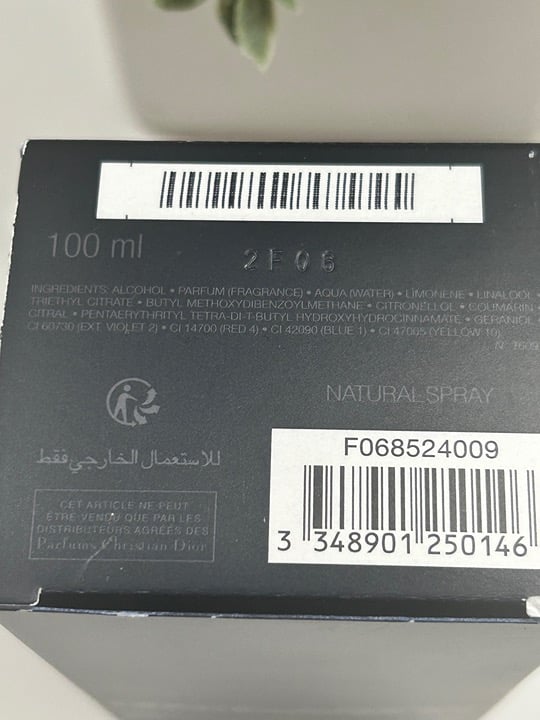 100 ml
2F06
INGREDIENTS: ALCOHOL • PARFUM (FRAGRANCE) • AQUA (WATER) • LIMONENE • LINALOOL •
TRIETHYL CITRATE • BUTYL METHOXYDIBENZOYLMETHANE • CITRONELLOL • COUMARIN •
CITRAL • PENTAERYTHRITYL TETRA-DI-T-BUTYL HYDROXYHYDROCINNAMATE • GERANIOL •
CI 60730 (EXT. VIOLET 2) • CI 14700 (RED 4) • CI 42090 (BLUE 1) • CI 47005 (YELLOW 10)
NATURAL SPRAY
للاستعمال الخارجي فقط
F068524009
3 348901 250146
CET ARTICLE NE PEUT
ÊTRE VENDU QUE PAR LES
DISTRIBUTEURS AGRÉÉS DES
Parfums Christian Dior